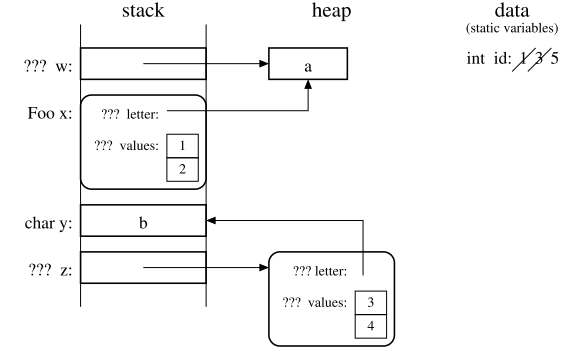 stack
heap
data
(static variables)
int id: 1 3 5
??? w:
a
Foo x:
??? letter:
??? values:
1
2
char y:
b
??? z:
??? letter:
??? values:
3
4